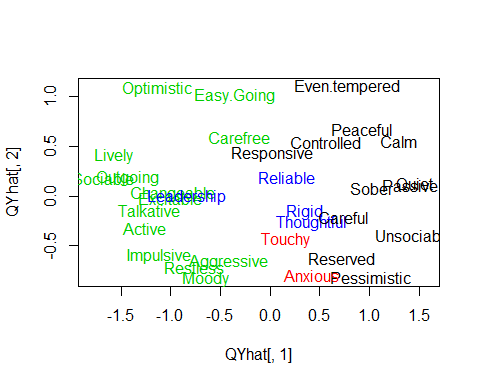 Optimistic
Even.tempered
Easy.Going
Peaceful
Carefree
Controlled
Calm
Responsive
Lively
Outgoing
Sociable
Reliable
Quiet
Passive
Sober
Changeable
Leadership
Excitable
Talkative
Rigid
Careful
Thoughtful
Active
Touchy
Unsociab
Impulsive
Aggressive
Reserved
Restless
Moody
Anxious
Pessimistic
1.0
0.5
0.0
-0.5
QYhat[, 2]
-1.5 -1.0 -0.5 0.0 0.5 1.0 1.5
QYhat[, 1]